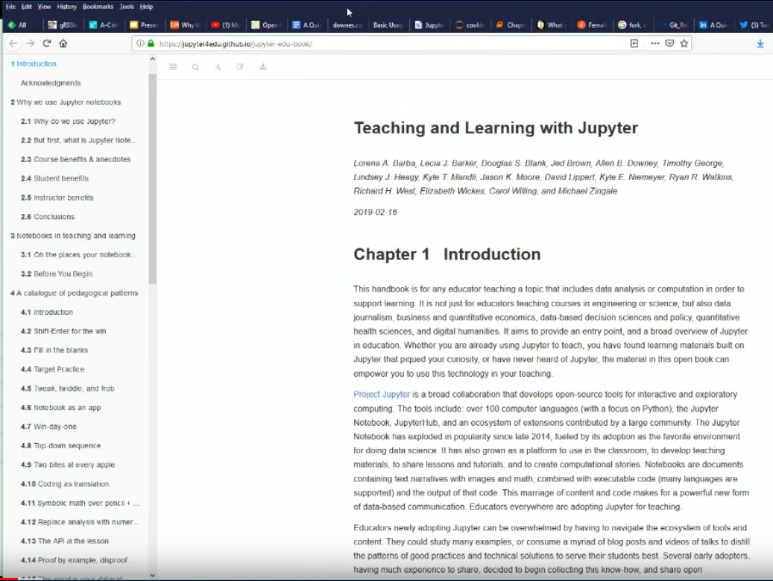 File Edit View History Bookmarks Tools Help
All
Prese
Why th
Open
A Qui
downes.ca
Basic Usag
Jupyte
cooki
Chapte
What a
Fema
fork,
Git_Re
in A Quic
https://jupyter4edu.github.io/jupyter-edu-book/
1 Introduction
Acknowledgments
2 Why we use Jupyter notebooks
2.1 Why do we use Jupyter?
2.2 But first, what is Jupyter Note...
2.3 Course benefits & anecdotes
2.4 Student benefits
2.5 Instructor benefits
2.6 Conclusions
3 Notebooks in teaching and learning
3.1 Oh the places your notebook...
3.2 Before You Begin.
4 A catalogue of pedagogical patterns
4.1 Introduction
4.2 Shift-Enter for the win
4.3 Fill in the blanks
4.4 Target Practice
4.5 Tweak, twiddle, and frob
4.6 Notebook as an app
4.7 Win-day-one
4.8 Top-down sequence
4.9 Two bites at every apple
4.10 Coding as translation
4.11 Symbolic math over pencil + ...
4.12 Replace analysis with numer...
4.13 The API is the lesson
4.14 Proof by example, disproof ...
Teaching and Learning with Jupyter
Lorena A. Barba, Lecia J. Barker, Douglas S. Blank, Jed Brown, Allen B. Downey, Timothy George,
Lindsey J. Heagy, Kyle T. Mandli, Jason K. Moore, David Lippert, Kyle E. Niemeyer, Ryan R. Watkins,
Richard H. West, Elizabeth Wickes, Carol Willing, and Michael Zingale
2019-02-16
Chapter 1 Introduction
This handbook is for any educator teaching a topic that includes data analysis or computation in order to
support learning. It is not just for educators teaching courses in engineering or science, but also data
journalism, business and quantitative economics, data-based decision sciences and policy, quantitative
health sciences, and digital humanities. It aims to provide an entry point, and a broad overview of Jupyter
in education. Whether you are already using Jupyter to teach, you have found learning materials built on
Jupyter that piqued your curiosity, or have never heard of Jupyter, the material in this open book can
empower you to use this technology in your teaching.
Project Jupyter is a broad collaboration that develops open-source tools for interactive and exploratory
computing. The tools include: over 100 computer languages (with a focus on Python), the Jupyter
Notebook, JupyterHub, and an ecosystem of extensions contributed by a large community. The Jupyter
Notebook has exploded in popularity since late 2014, fueled by its adoption as the favorite environment
for doing data science. It has also grown as a platform to use in the classroom, to develop teaching
materials, to share lessons and tutorials, and to create computational stories. Notebooks are documents
containing text narratives with images and math, combined with executable code (many languages are
supported) and the output of that code. This marriage of content and code makes for a powerful new form
of data-based communication. Educators everywhere are adopting Jupyter for teaching.
Educators newly adopting Jupyter can be overwhelmed by having to navigate the ecosystem of tools and
content. They could study many examples, or consume a myriad of blog posts and videos of talks to distill
the patterns of good practices and technical solutions to serve their students best. Several early adopters,
having much experience to share, decided to begin collecting this know-how, and share open